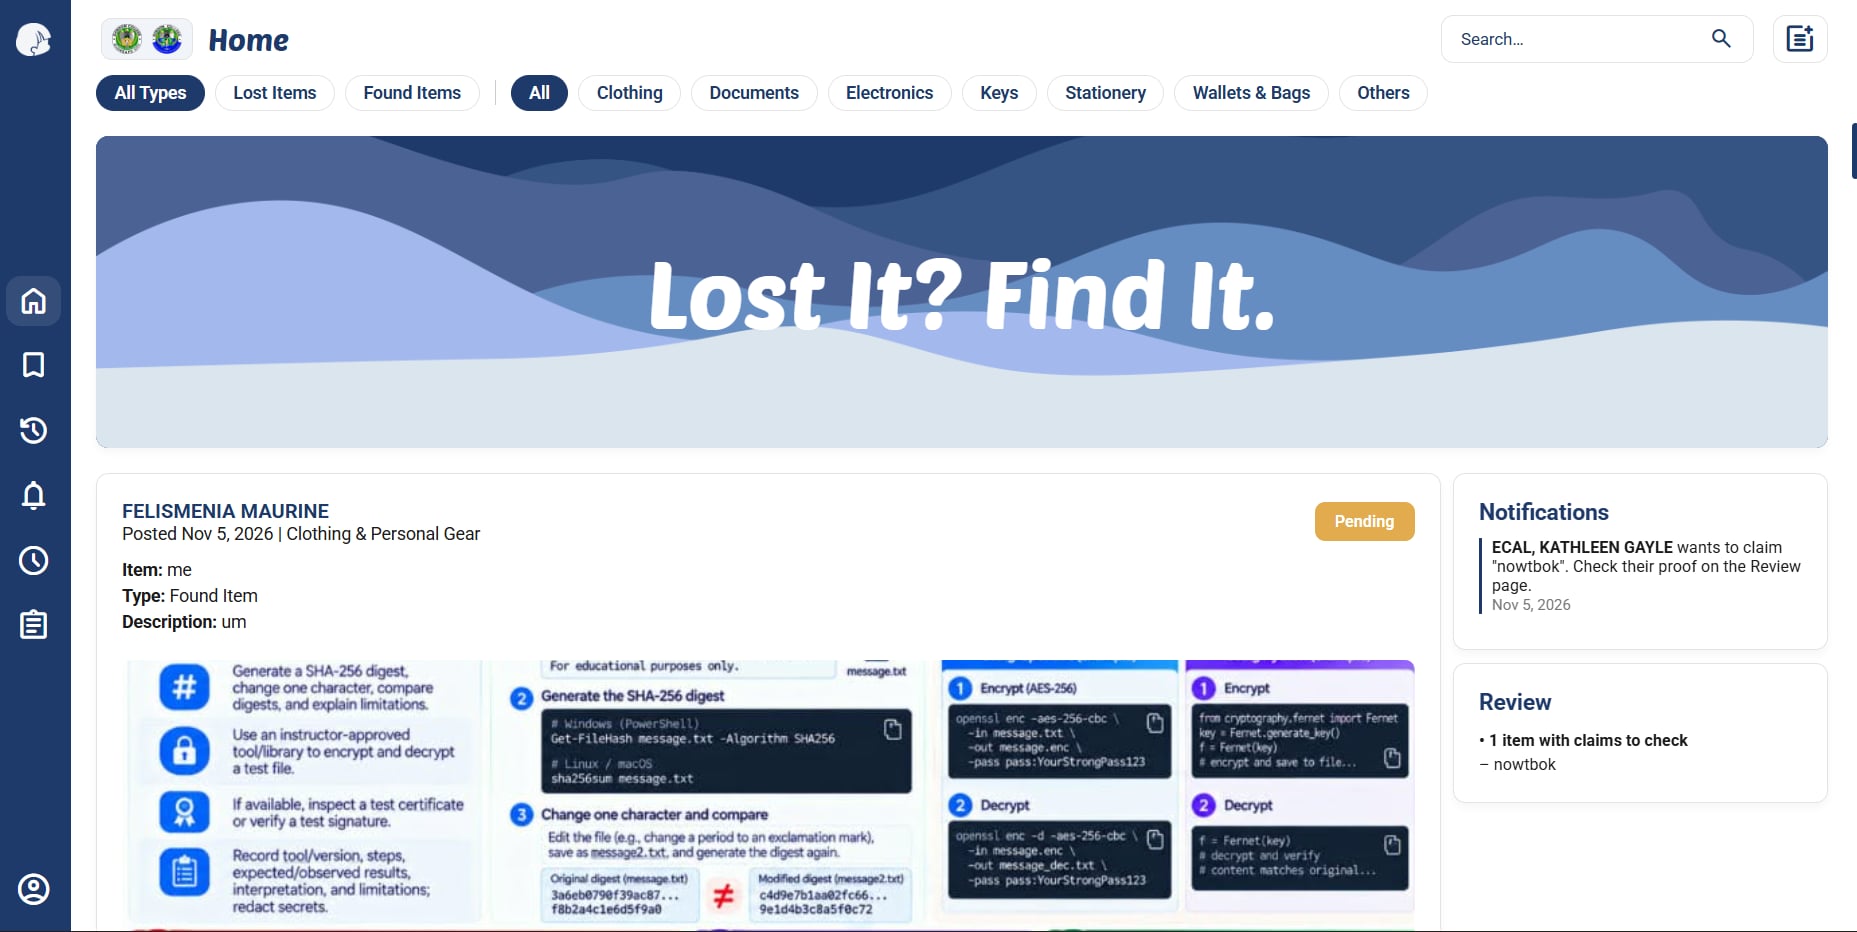 Home
Search...
All Types
Lost Items
Found Items
All
Clothing
Documents
Electronics
Keys
Stationery
Wallets & Bags
Others
Lost It? Find It.
FELISMENIA MAURINE
Posted Nov 5, 2026 | Clothing & Personal Gear
Pending
Item: me
Type: Found Item
Description: um
Generate a SHA-256 digest,
change one character, compare
digests, and explain limitations.
Use an instructor-approved
tool/library to encrypt and decrypt
a test file.
If available, inspect a test certificate
or verify a test signature.
Record tool/version, steps,
expected/observed results,
interpretation, and limitations;
redact secrets.
For educational purposes only.
message.txt
2 Generate the SHA-256 digest
# Windows (PowerShell)
Get-FileHash message.txt -Algorithm SHA256
# Linux / macOS
sha256sum message.txt
3 Change one character and compare
Edit the file (e.g., change a period to an exclamation mark),
save as message2.txt, and generate the digest again.
Original digest (message.txt)
3a6eb0790f39ac87...
f8b2a4c1e6d5f9a0
≠
Modified digest (message2.txt)
c4d9e7b1aa02fc66...
9e1d4b3c8a5f0c72
1 Encrypt (AES-256)
openssl enc -aes-256-cbc \
-in message.txt \
-out message.enc \
-pass pass:YourStrongPass123
2 Decrypt
openssl enc -d -aes-256-cbc \
-in message.enc \
-out message_dec.txt \
-pass pass:YourStrongPass123
1 Encrypt
from cryptography.fernet import Fernet
key = Fernet.generate_key()
f = Fernet(key)
# encrypt and save to file...
2 Decrypt
f = Fernet(key)
# decrypt and verify
# content matches original...
Notifications
ECAL, KATHLEEN GAYLE wants to claim
"nowtbok". Check their proof on the Review
page.
Nov 5, 2026
Review
• 1 item with claims to check
– nowtbok